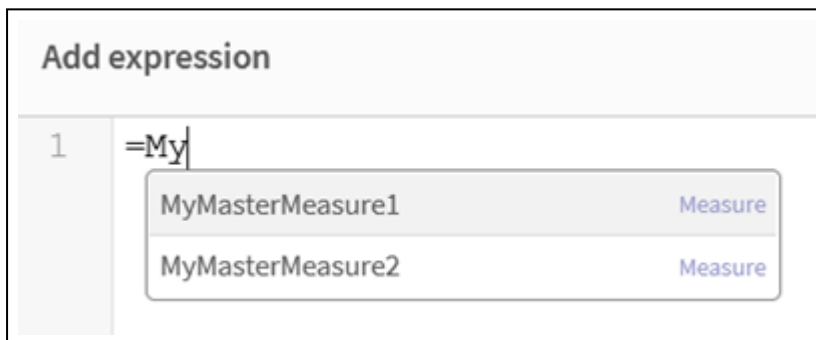 Add expression
1 =My
MyMasterMeasure1 Measure
MyMasterMeasure2 Measure